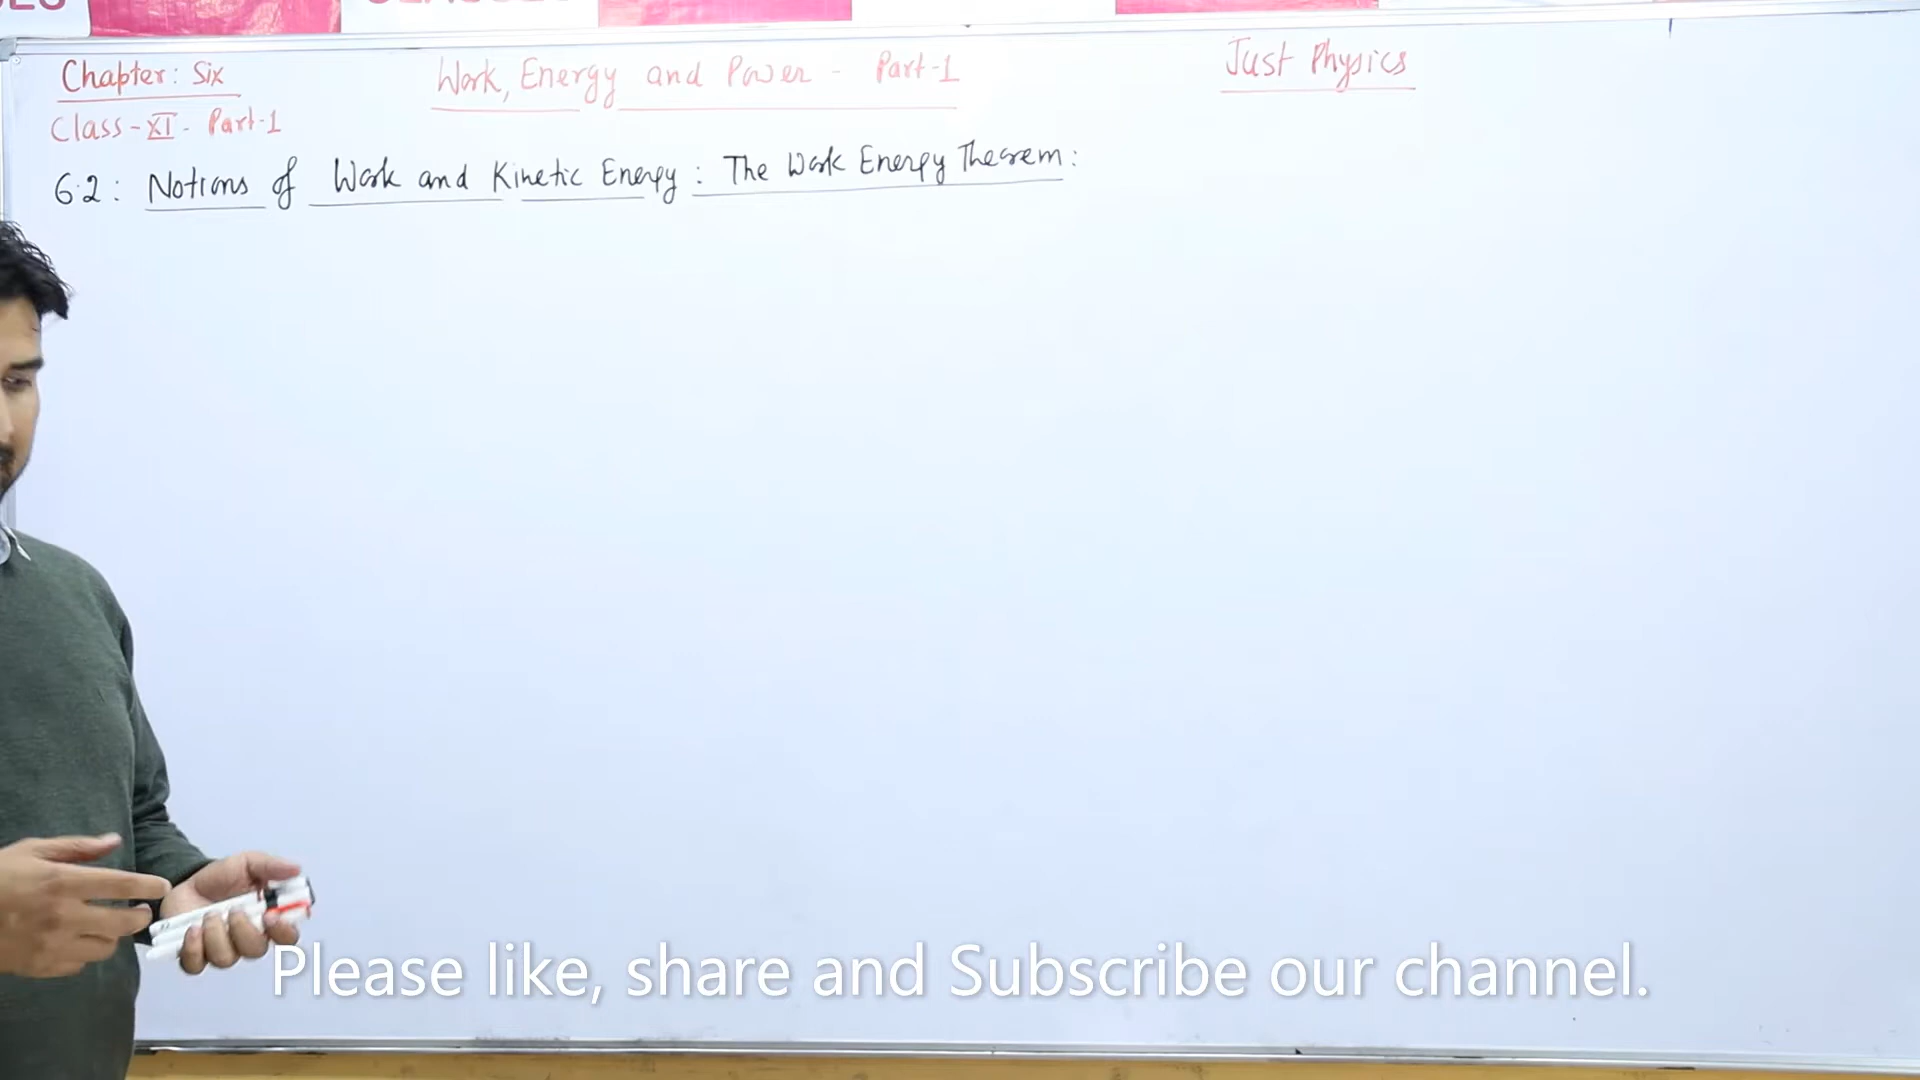 Chapter: Six
Work, Energy and Power - Part-1
Just Physics
Class-XI- Part-1
6.2: Notions of Work and Kinetic Energy: The Work Energy Theorem:
Please like, share and Subscribe our channel.